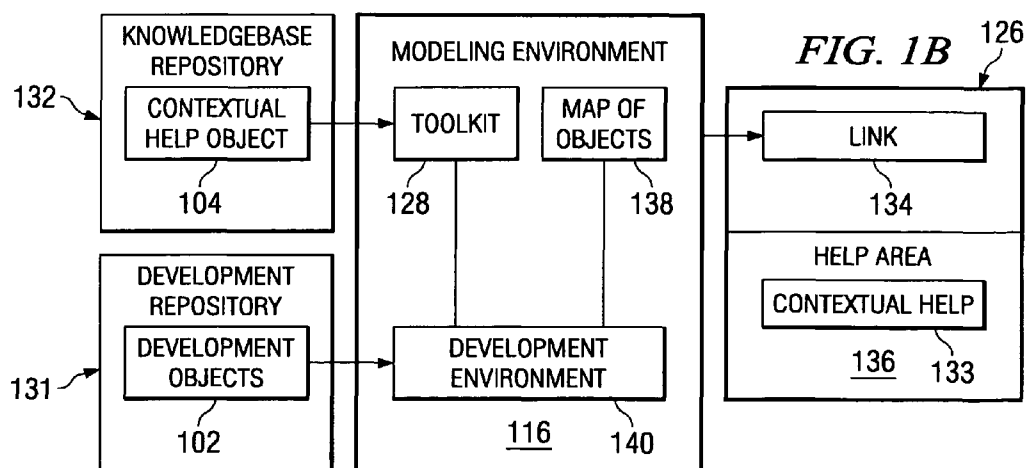 KNOWLEDGEBASE
REPOSITORY
CONTEXTUAL
HELP OBJECT
104
132
DEVELOPMENT
REPOSITORY
DEVELOPMENT
OBJECTS
102
131
MODELING ENVIRONMENT
TOOLKIT
128
MAP OF
OBJECTS
138
DEVELOPMENT
ENVIRONMENT
116
140
FIG. 1B
126
LINK
134
HELP AREA
CONTEXTUAL HELP
136
133